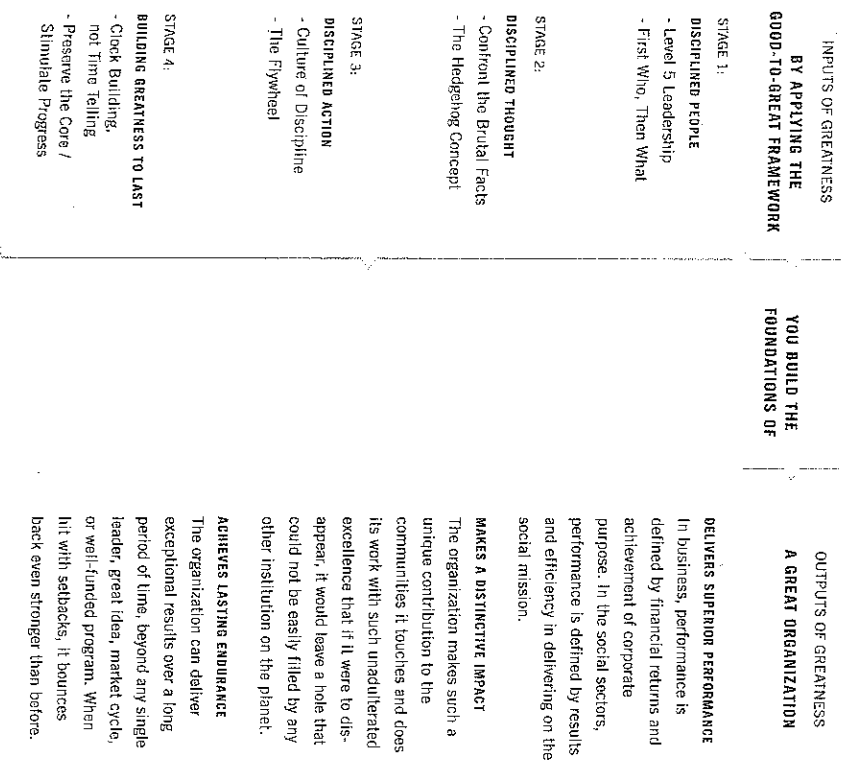 INPUTS OF GREATNESS
BY APPLYING THE
GOOD-TO-GREAT FRAMEWORK
STAGE 1:
DISCIPLINED PEOPLE
- Level 5 Leadership
- First Who, Then What
STAGE 2:
DISCIPLINED THOUGHT
- Confront the Brutal Facts
- The Hedgehog Concept
STAGE 3:
DISCIPLINED ACTION
- Culture of Discipline
- The Flywheel
STAGE 4:
BUILDING GREATNESS TO LAST
- Clock Building,
not Time Telling
- Preserve the Core /
Stimulate Progress
YOU BUILD THE
FOUNDATIONS OF
OUTPUTS OF GREATNESS
A GREAT ORGANIZATION
DELIVERS SUPERIOR PERFORMANCE
In business, performance is
defined by financial returns and
achievement of corporate
purpose. In the social sectors,
performance is defined by results
and efficiency in delivering on the
social mission.
MAKES A DISTINCTIVE IMPACT
The organization makes such a
unique contribution to the
communities it touches and does
its work with such unadulterated
excellence that if it were to dis-
appear, it would leave a hole that
could not be easily filled by any
other institution on the planet.
ACHIEVES LASTING ENDURANCE
The organization can deliver
exceptional results over a long
period of time, beyond any single
leader, great idea, market cycle,
or well-funded program. When
hit with setbacks, it bounces
back even stronger than before.